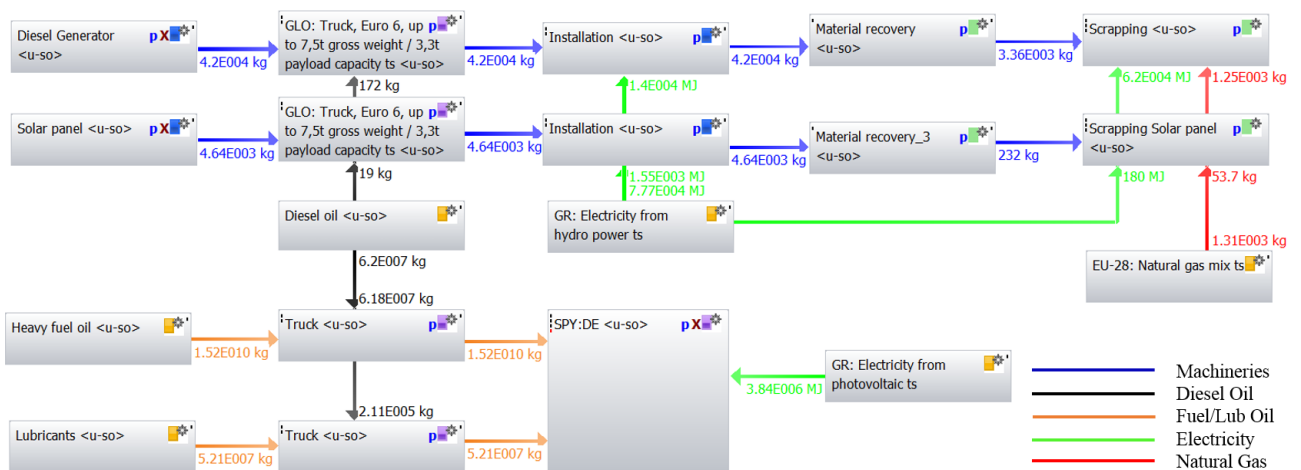 Diesel Generator
<u-so>
p X
4.2E004 kg
GLO: Truck, Euro 6, up p
to 7,5t gross weight / 3,3t
payload capacity ts <u-so>
4.2E004 kg
Installation <u-so> p
4.2E004 kg
Material recovery p
<u-so>
3.36E003 kg
Scrapping <u-so> p
172 kg
1.4E004 MJ
6.2E004 MJ
1.25E003 kg
Solar panel <u-so> p X
4.64E003 kg
GLO: Truck, Euro 6, up p
to 7,5t gross weight / 3,3t
payload capacity ts <u-so>
4.64E003 kg
Installation <u-so> p
4.64E003 kg
Material recovery_3 p
<u-so>
232 kg
Scrapping Solar panel p
<u-so>
19 kg
1.55E003 MJ
7.77E004 MJ
180 MJ
53.7 kg
Diesel oil <u-so>
GR: Electricity from
hydro power ts
1.31E003 kg
EU-28: Natural gas mix ts
6.2E007 kg
6.18E007 kg
Heavy fuel oil <u-so>
1.52E010 kg
Truck <u-so> p
1.52E010 kg
SPY:DE <u-so> p X
GR: Electricity from
photovoltaic ts
3.84E006 MJ
2.11E005 kg
Lubricants <u-so>
5.21E007 kg
Truck <u-so> p
5.21E007 kg
Machineries
Diesel Oil
Fuel/Lub Oil
Electricity
Natural Gas